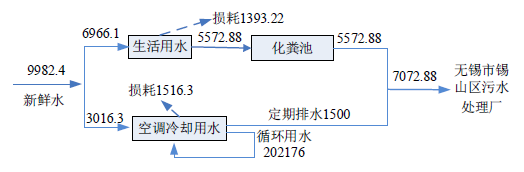 损耗1393.22
6966.1
生活用水
5572.88
化粪池
5572.88
9982.4
新鲜水
7072.88
无锡市锡
山区污水
处理厂
损耗1516.3
3016.3
空调冷却用水
定期排水1500
循环用水
202176